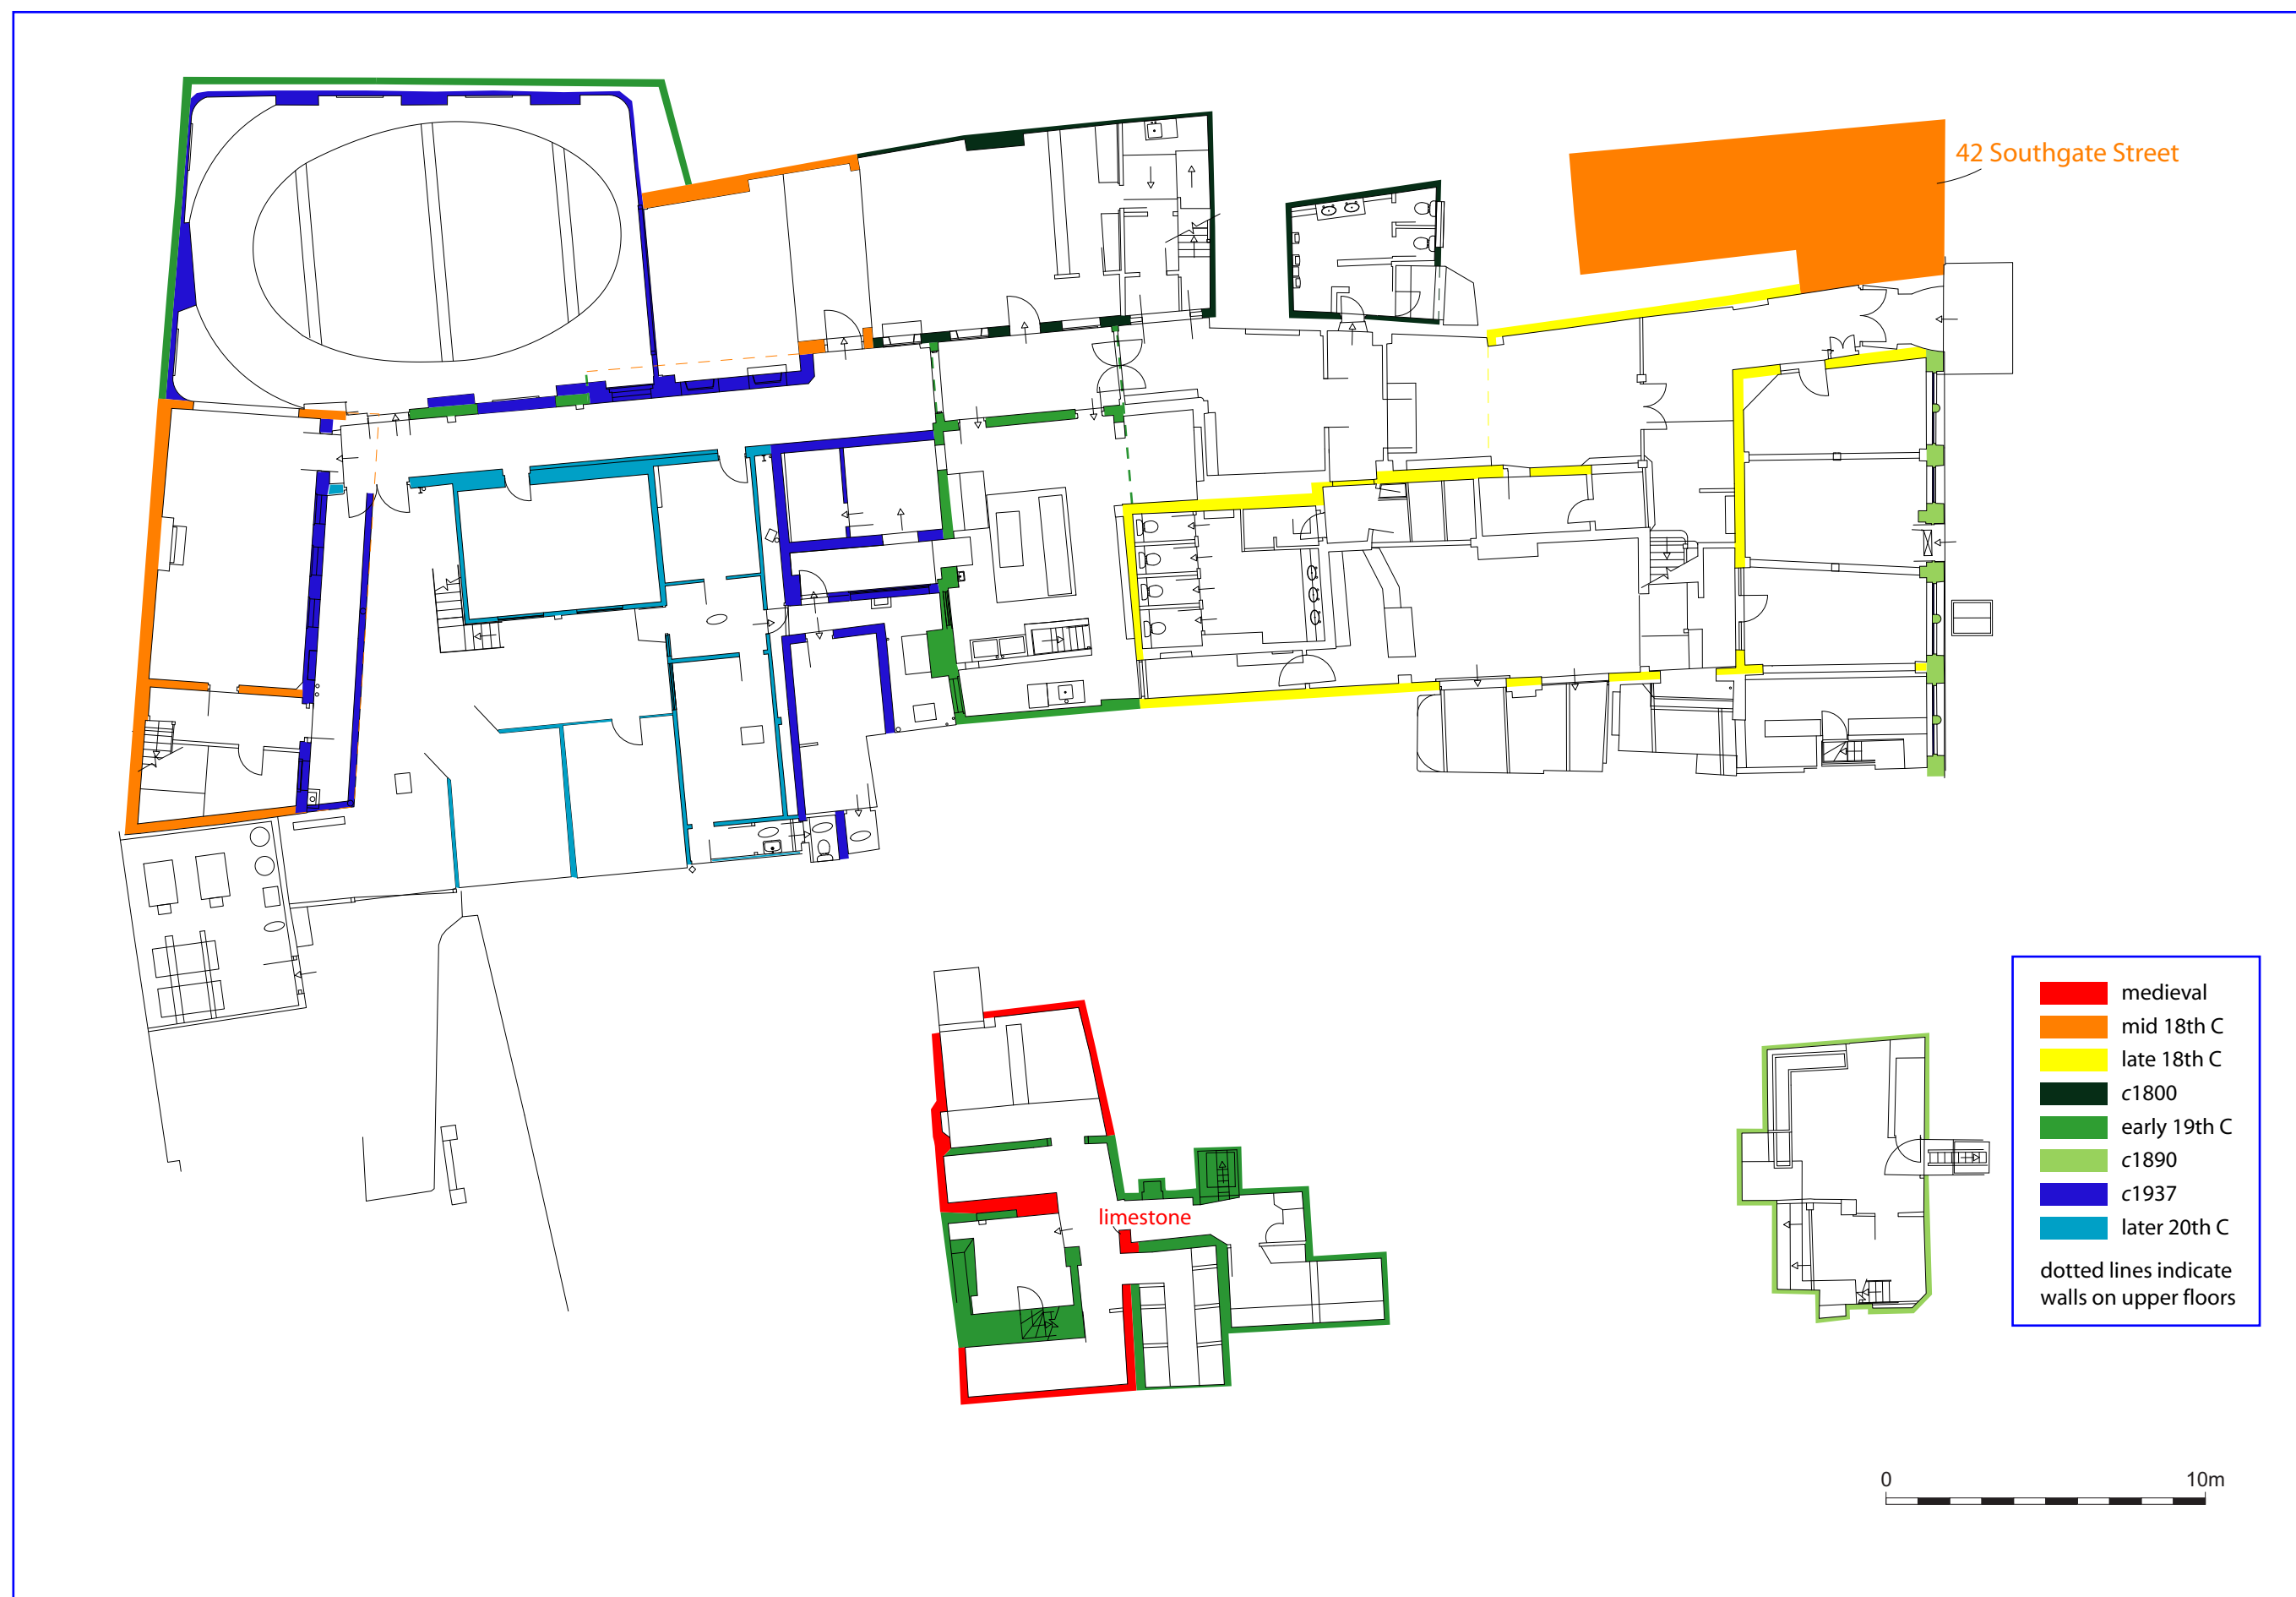 42 Southgate Street
medieval
mid 18th C
late 18th C
c1800
early 19th C
c1890
c1937
later 20th C
dotted lines indicate
walls on upper floors
limestone
0 10m